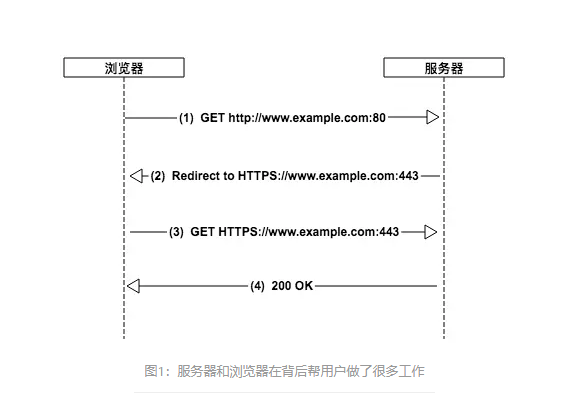 浏览器
服务器
(1) GET http://www.example.com:80
(2) Redirect to HTTPS://www.example.com:443
(3) GET HTTPS://www.example.com:443
(4) 200 OK
图1：服务器和浏览器在背后帮用户做了很多工作